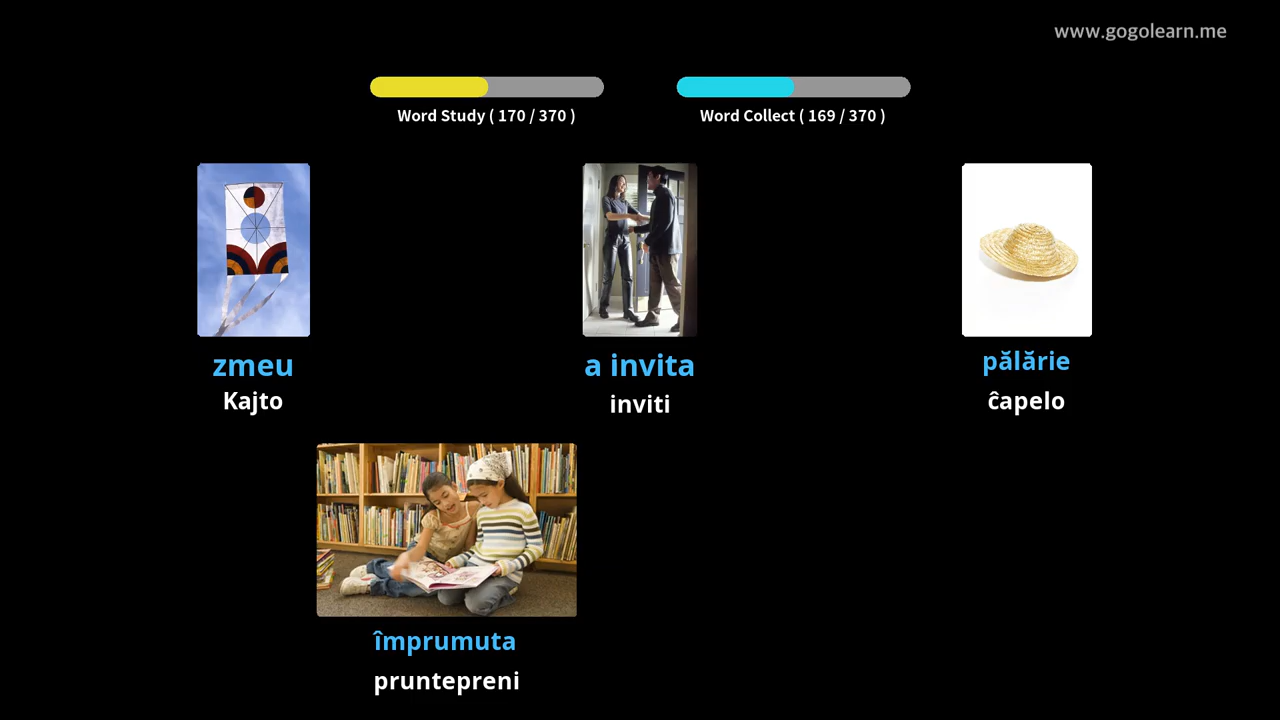 www.gogolearn.me
Word Study ( 170 / 370 )
Word Collect ( 169 / 370 )
zmeu
Kajto
a invita
inviti
pălărie
ĉapelo
împrumuta
pruntepreni